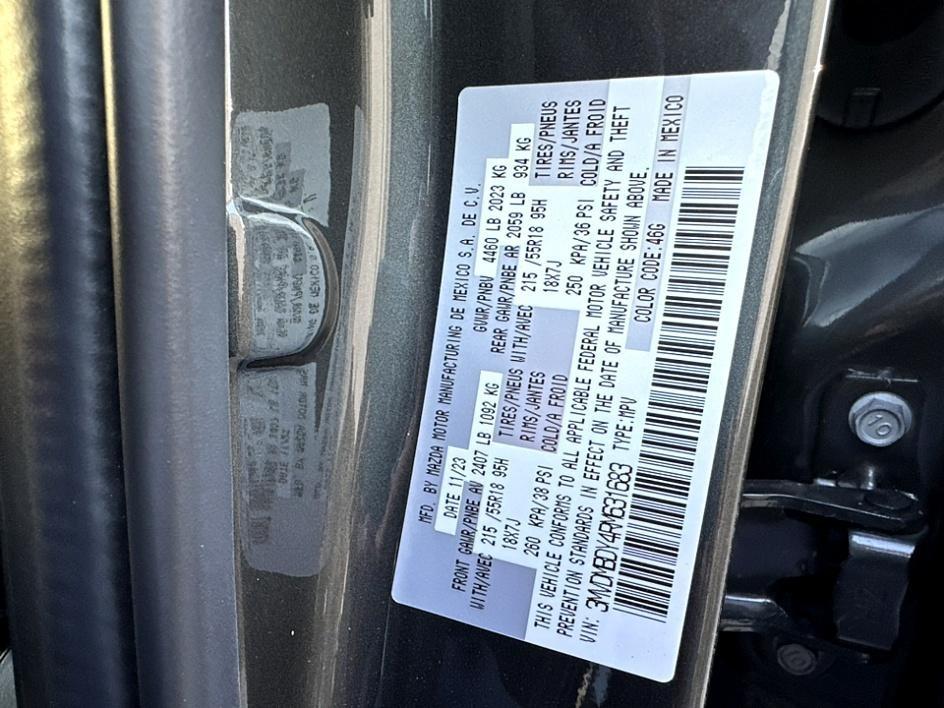 MFD. BY MAZDA MOTOR MANUFACTURING DE MEXICO S.A. DE C.V.
DATE 11/23 GVWR/PNBV 4460 LB 2023 KG
FRONT GAWR/PNBE AV 2407 LB 1092 KG REAR GAWR/PNBE AR 2059 LB 934 KG
WITH/AVEC 215 /55R18 95H TIRES/PNEUS WITH/AVEC 215 /55R18 95H TIRES/PNEUS
18X7J RIMS/JANTES 18X7J RIMS/JANTES
260 KPA/38 PSI COLD/A FROID 250 KPA/36 PSI COLD/A FROID
THIS VEHICLE CONFORMS TO ALL APPLICABLE FEDERAL MOTOR VEHICLE SAFETY AND THEFT
PREVENTION STANDARDS IN EFFECT ON THE DATE OF MANUFACTURE SHOWN ABOVE.
VIN: 3MVDMBDY4RM631683 TYPE:MPV COLOR CODE:46G MADE IN MEXICO